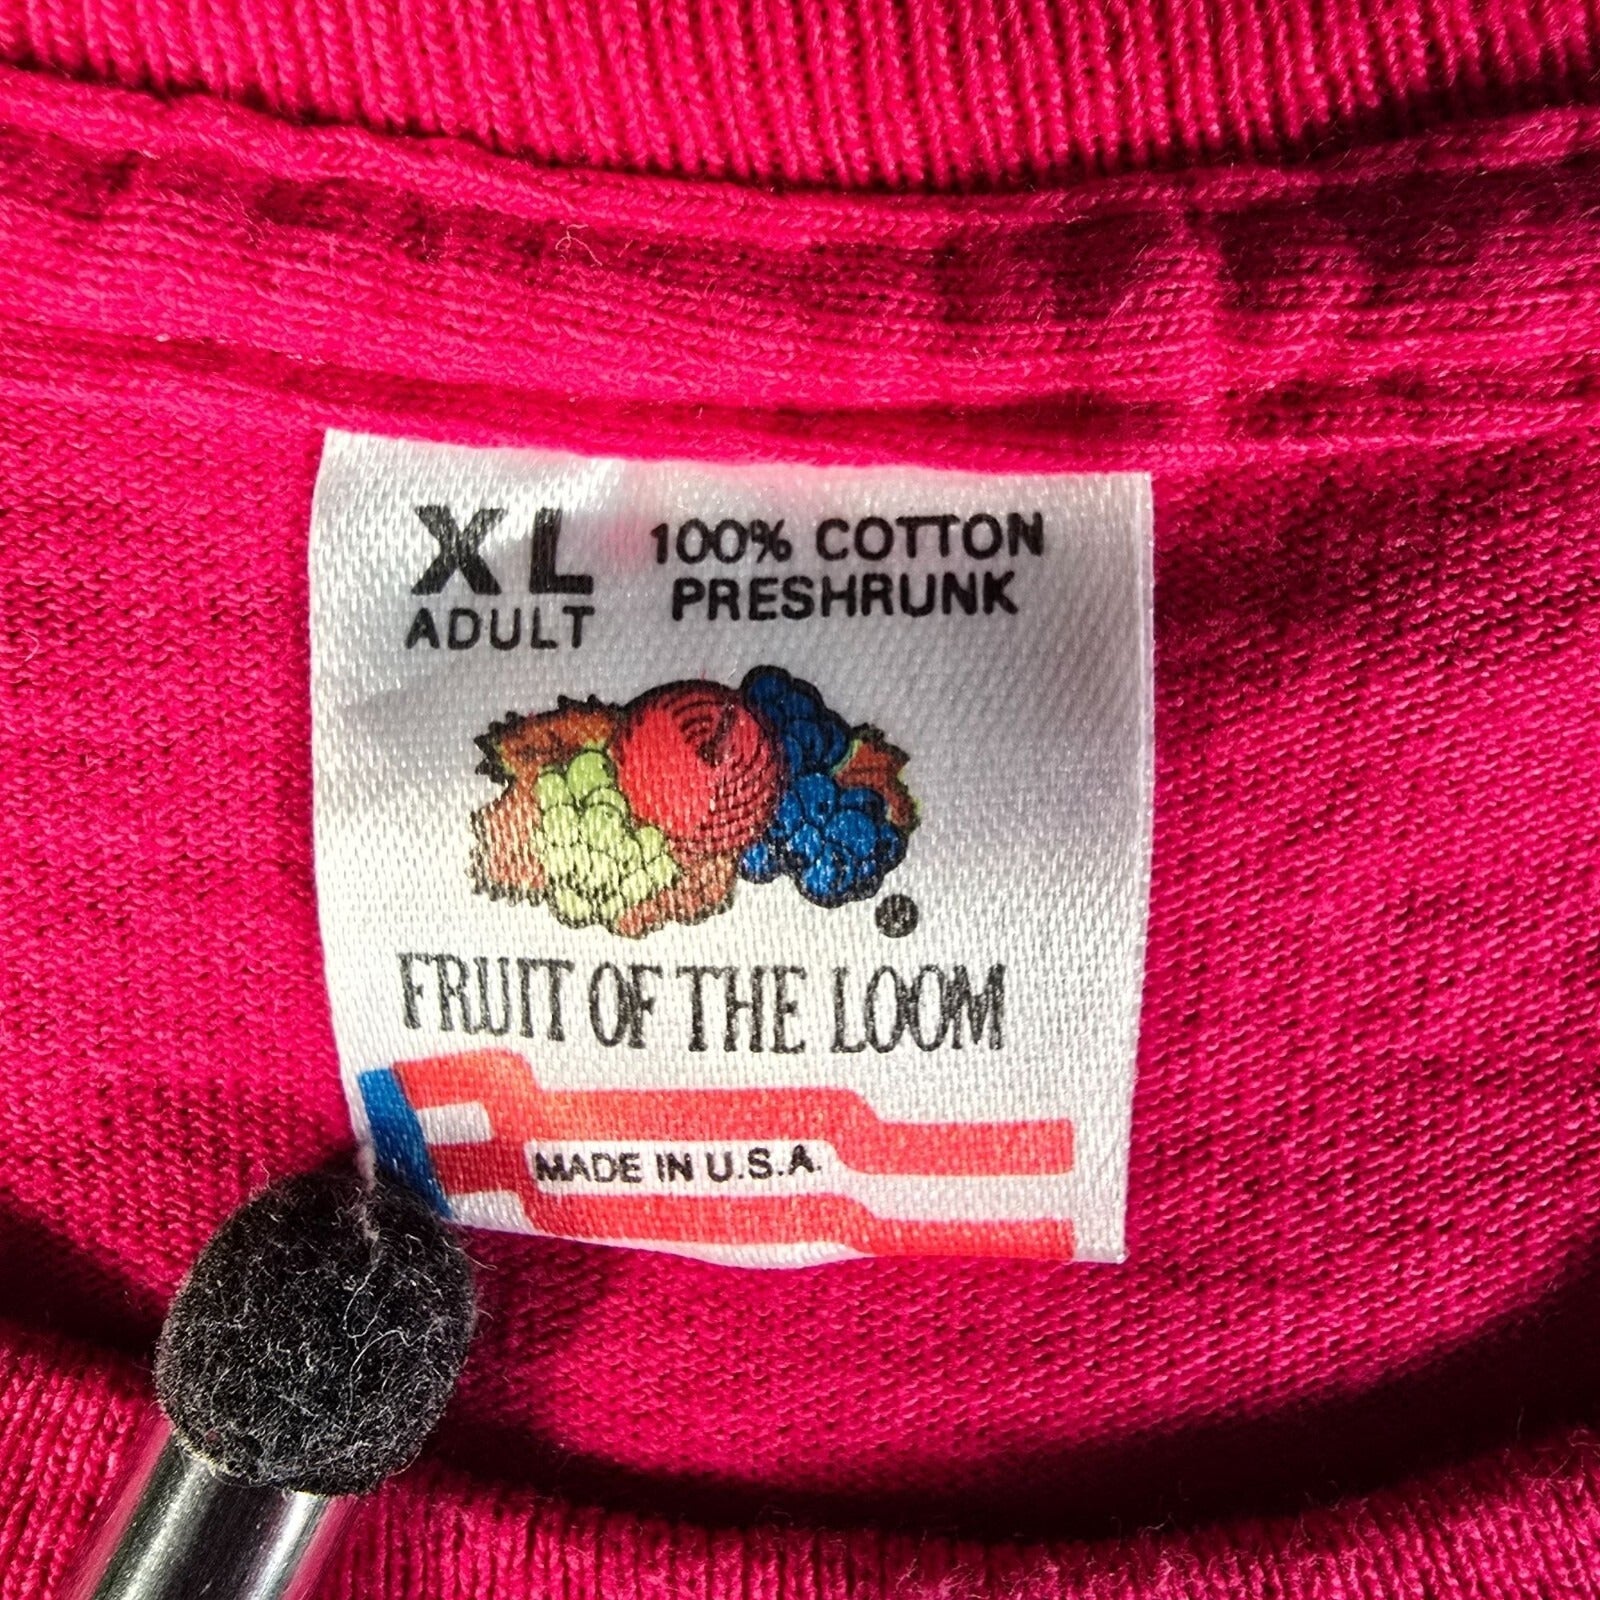 XL
ADULT
100% COTTON
PRESHRUNK
®
FRUIT OF THE LOOM
MADE IN U.S.A.